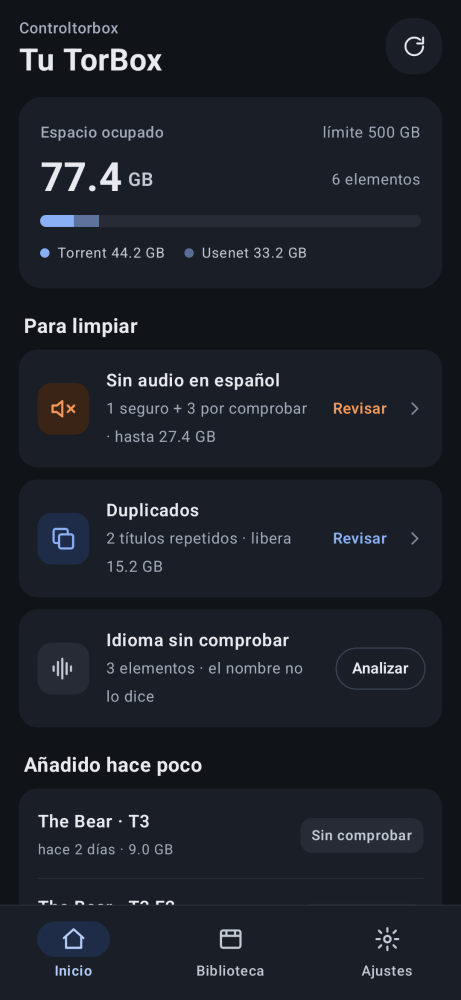 Controltorbox
Tu TorBox
Espacio ocupado
límite 500 GB
77.4 GB
6 elementos
Torrent 44.2 GB
Usenet 33.2 GB
Para limpiar
Sin audio en español
1 seguro + 3 por comprobar
· hasta 27.4 GB
Revisar
Duplicados
2 títulos repetidos · libera
15.2 GB
Revisar
Idioma sin comprobar
3 elementos · el nombre no
lo dice
Analizar
Añadido hace poco
The Bear · T3
hace 2 días · 9.0 GB
Sin comprobar
Inicio
Biblioteca
Ajustes